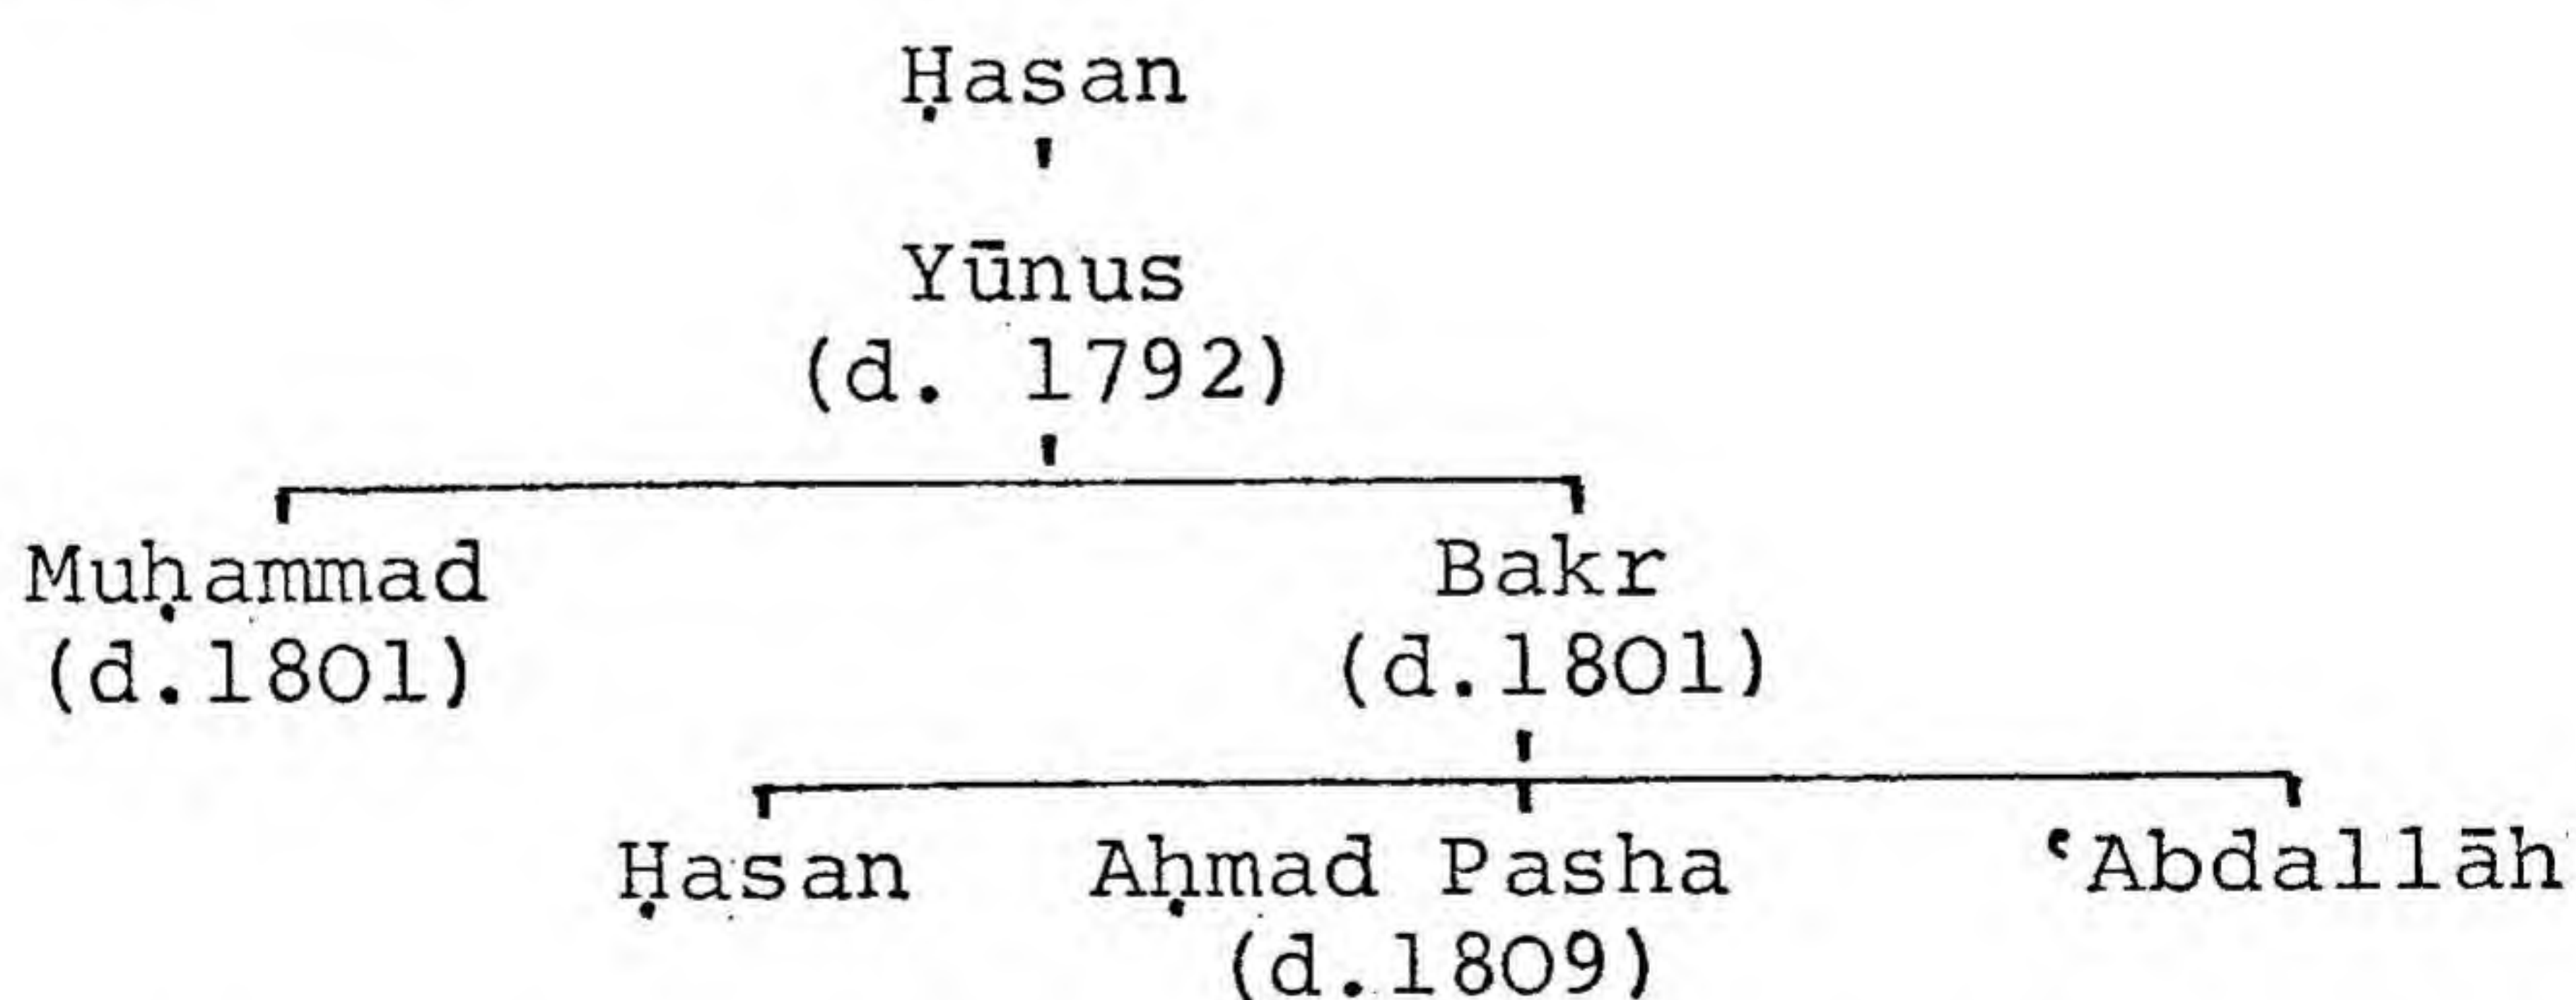 Ḥasan
Yūnus
(d. 1792)
Muḥammad Bakr
(d.1801) (d.1801)
Ḥasan Aḥmad Pasha ʿAbdallāh
(d.1809)